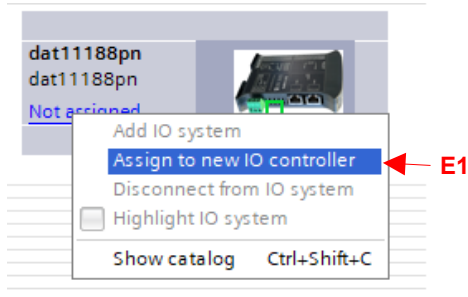 dat11188pn
dat11188pn
Not assigned
Add IO system
Assign to new IO controller
E1
Disconnect from IO system
Highlight IO system
Show catalog Ctrl+Shift+C